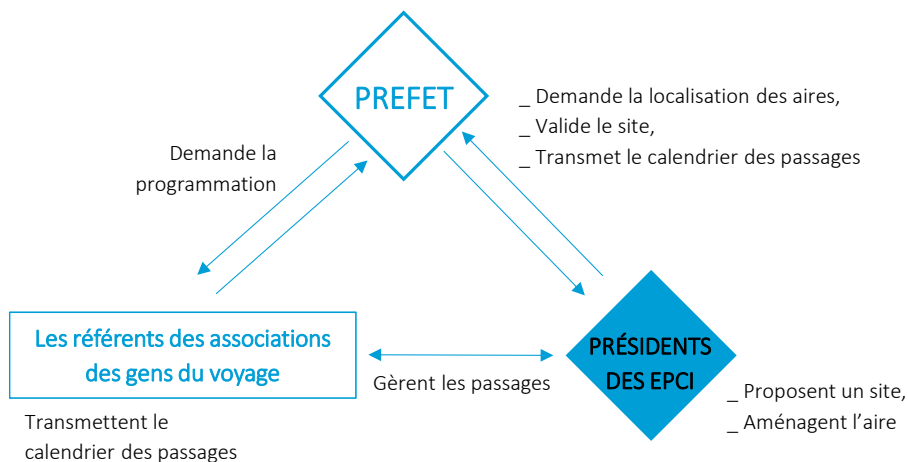 PREFET
_ Demande la localisation des aires,
_ Valide le site,
_ Transmet le calendrier des passages
Demande la
programmation
Les référents des associations
des gens du voyage
Gèrent les passages
PRÉSIDENTS
DES EPCI
_ Proposent un site,
_ Aménagent l’aire
Transmettent le
calendrier des passages